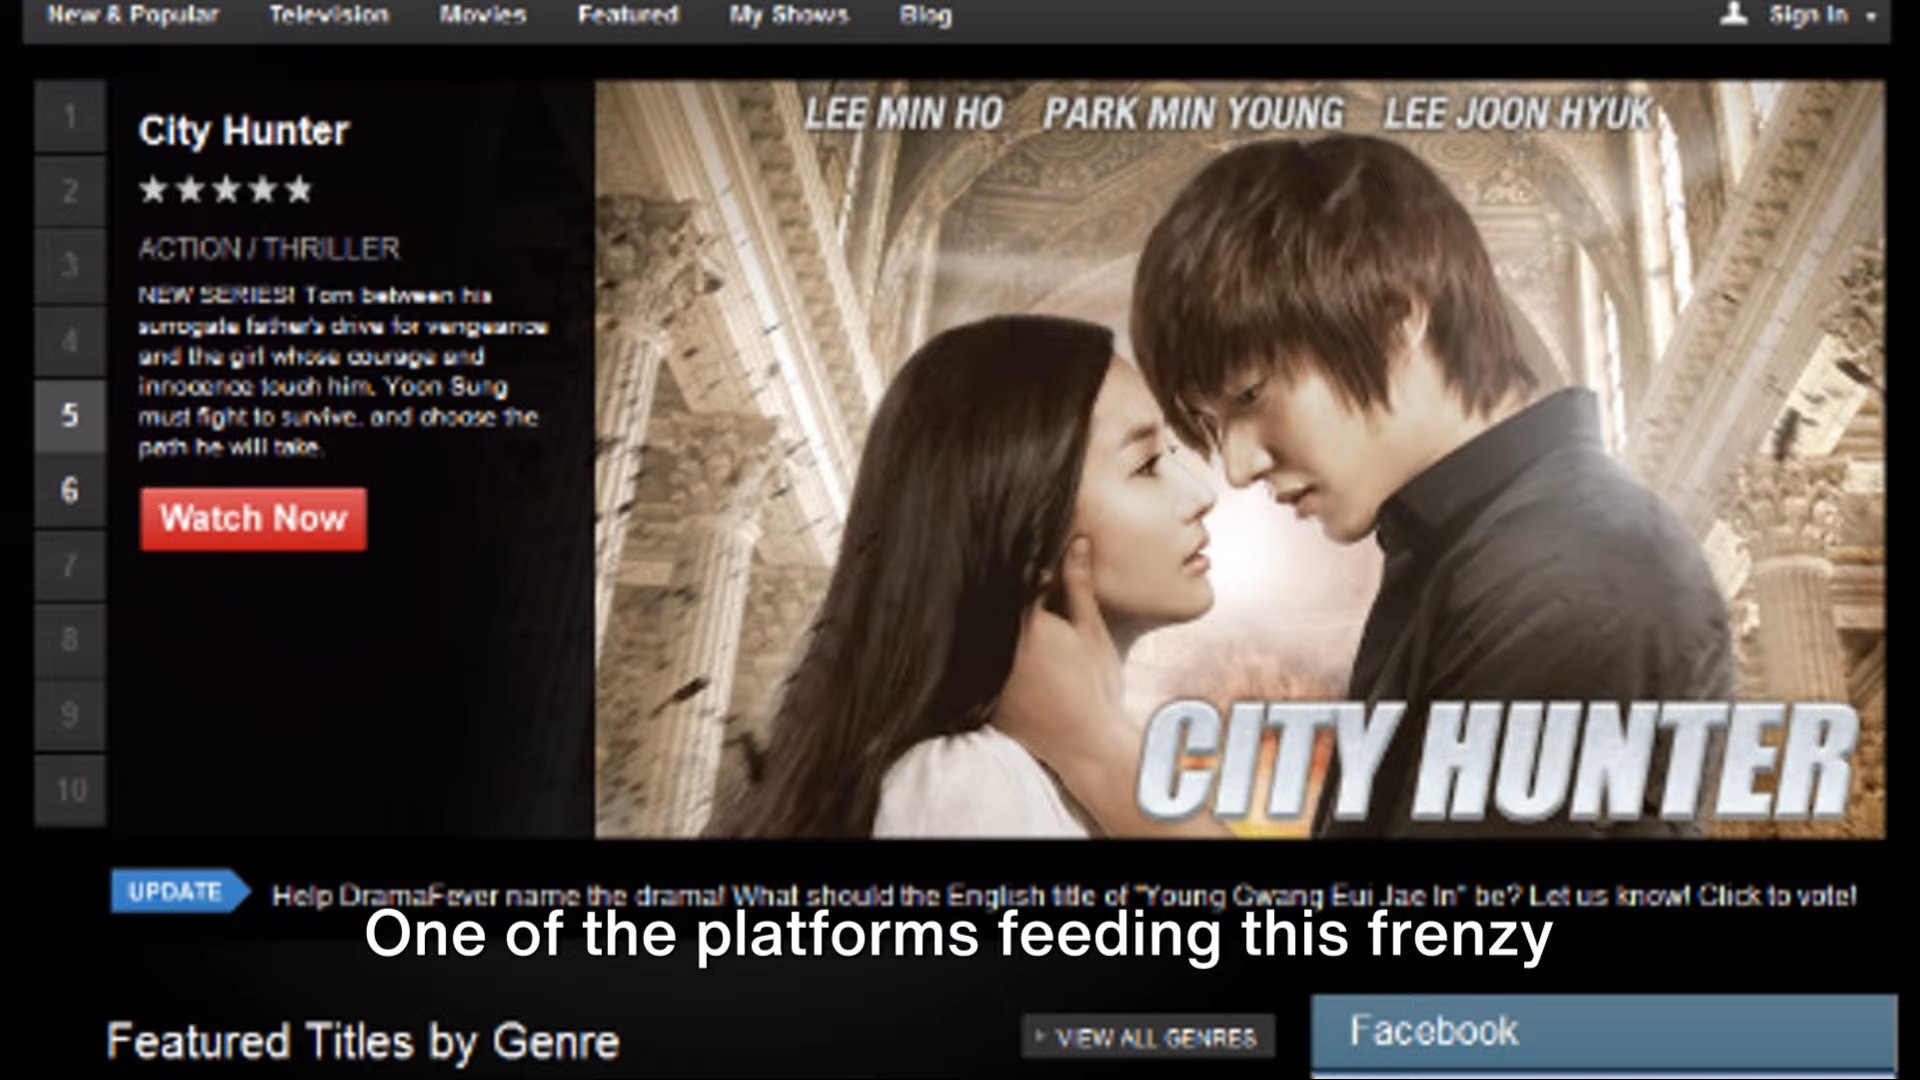 New & Popular Television Movies Featured My Shows Blog Sign In
1
2
3
4
5
6
7
8
9
10
City Hunter
ACTION / THRILLER
NEW SERIES! Torn between his
surrogate father's drive for vengeance
and the girl whose courage and
innocence touch him, Yoon Sung
must fight to survive, and choose the
path he will take.
Watch Now
LEE MIN HO PARK MIN YOUNG LEE JOON HYUK
CITY HUNTER
UPDATE Help DramaFever name the drama! What should the English title of "Young Gwang Eui Jae In" be? Let us know! Click to vote!
One of the platforms feeding this frenzy
Featured Titles by Genre
VIEW ALL GENRES
Facebook